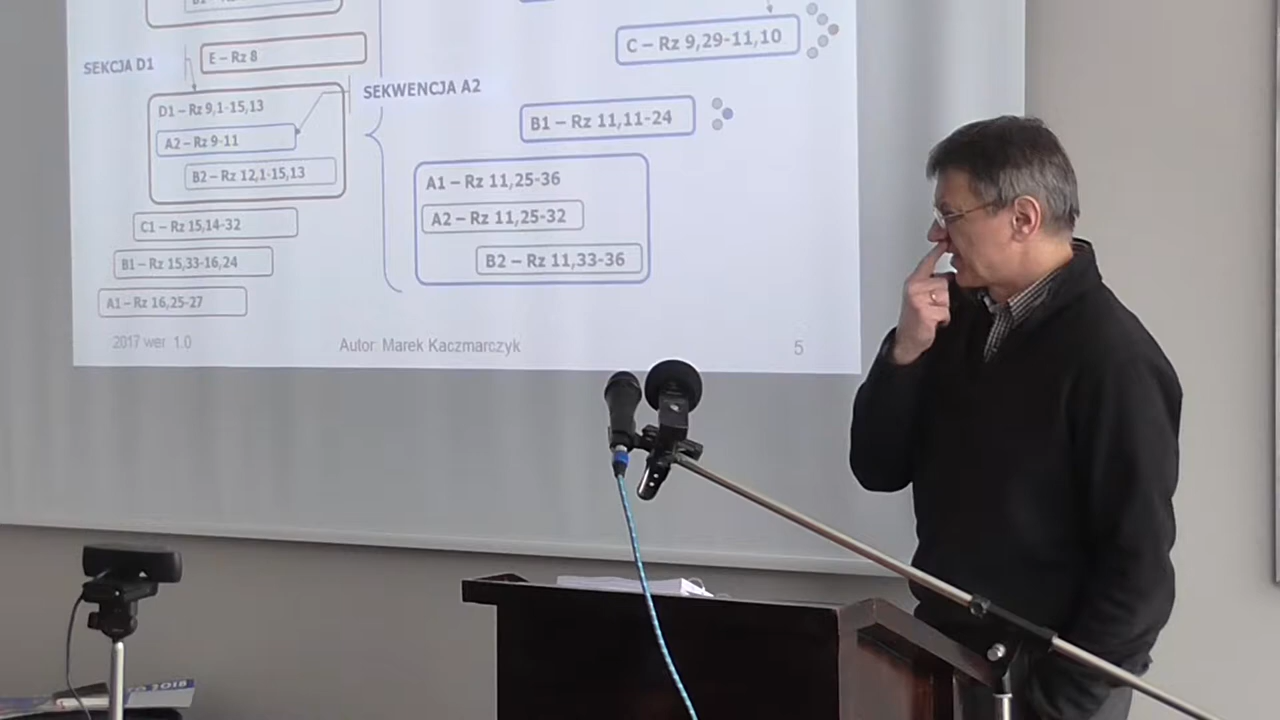 E – Rz 8
SEKCJA D1
D1 – Rz 9,1-15,13
A2 – Rz 9-11
B2 – Rz 12,1-15,13
C1 – Rz 15,14-32
B1 – Rz 15,33-16,24
A1 – Rz 16,25-27
SEKWENCJA A2
C – Rz 9,29-11,10
B1 – Rz 11,11-24
A1 – Rz 11,25-36
A2 – Rz 11,25-32
B2 – Rz 11,33-36
2017 wer. 1.0
Autor: Marek Kaczmarczyk
5
2018